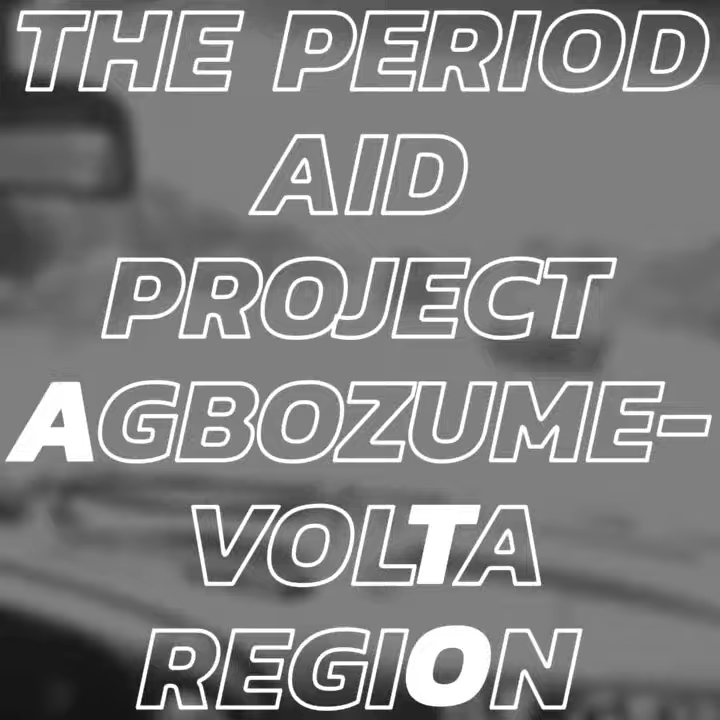 THE PERIOD
AID
PROJECT
AGBOZUME-
VOLTA
REGION